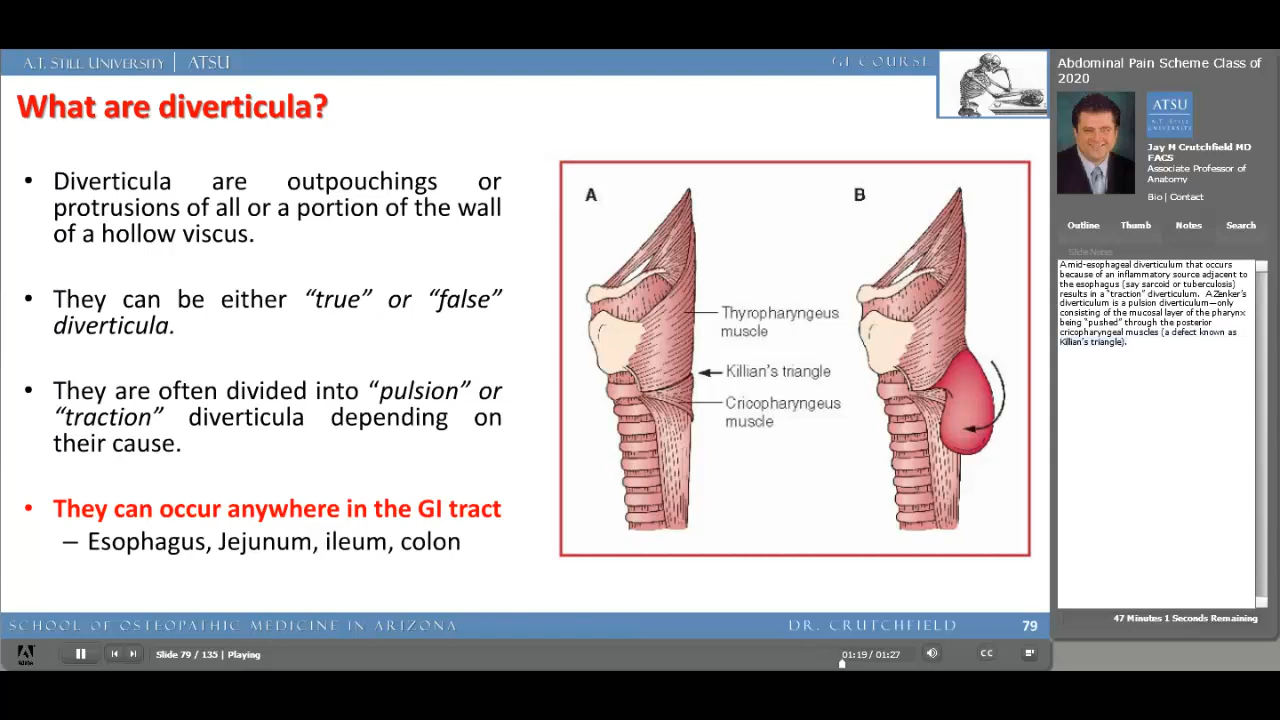 A.T. STILL UNIVERSITY | ATSU
GI COURSE
What are diverticula?
• Diverticula are outpouchings or
protrusions of all or a portion of the wall
of a hollow viscus.
• They can be either “true” or “false”
diverticula.
• They are often divided into “pulsion” or
“traction” diverticula depending on
their cause.
• They can occur anywhere in the GI tract
– Esophagus, Jejunum, ileum, colon
A
B
Thyropharyngeus
muscle
Killian's triangle
Cricopharyngeus
muscle
SCHOOL OF OSTEOPATHIC MEDICINE IN ARIZONA
DR. CRUTCHFIELD
79
Abdominal Pain Scheme Class of
2020
ATSU
A.T. STILL
UNIVERSITY
Jay M Crutchfield MD
FACS
Associate Professor of
Anatomy
Bio | Contact
Outline
Thumb
Notes
Search
Slide Notes
A mid-esophageal diverticulum that occurs
because of an inflammatory source adjacent to
the esophagus (say sarcoid or tuberculosis)
results in a “traction” diverticulum. A Zenker’s
diverticulum is a pulsion diverticulum—only
consisting of the mucosal layer of the pharynx
being “pushed” through the posterior
cricopharyngeal muscles (a defect known as
Killian’s triangle).
47 Minutes 1 Seconds Remaining
Slide 79 / 135 | Playing
01:19 / 01:27
CC